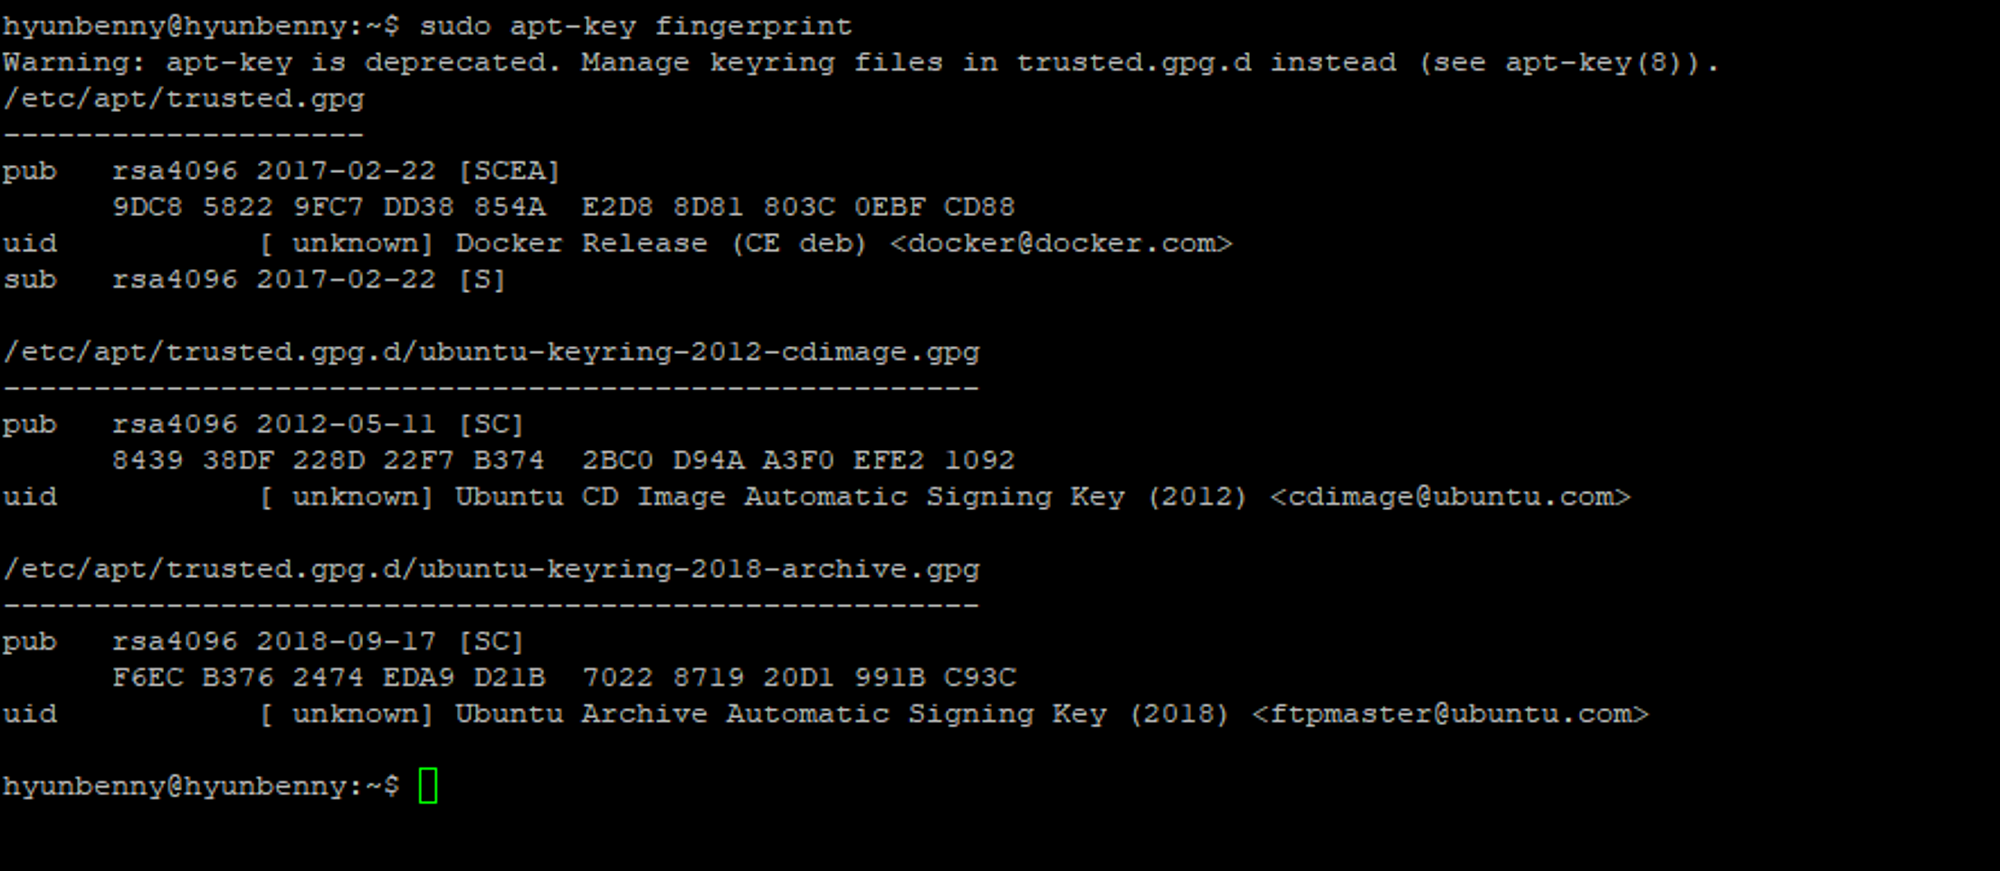 hyunbenny@hyunbenny:~$ sudo apt-key fingerprint
Warning: apt-key is deprecated. Manage keyring files in trusted.gpg.d instead (see apt-key(8)).
/etc/apt/trusted.gpg
--------------------
pub   rsa4096 2017-02-22 [SCEA]
      9DC8 5822 9FC7 DD38 854A  E2D8 8D81 803C 0EBF CD88
uid           [ unknown] Docker Release (CE deb) <docker@docker.com>
sub   rsa4096 2017-02-22 [S]

/etc/apt/trusted.gpg.d/ubuntu-keyring-2012-cdimage.gpg
------------------------------------------------------
pub   rsa4096 2012-05-11 [SC]
      8439 38DF 228D 22F7 B374  2BC0 D94A A3F0 EFE2 1092
uid           [ unknown] Ubuntu CD Image Automatic Signing Key (2012) <cdimage@ubuntu.com>

/etc/apt/trusted.gpg.d/ubuntu-keyring-2018-archive.gpg
------------------------------------------------------
pub   rsa4096 2018-09-17 [SC]
      F6EC B376 2474 EDA9 D21B  7022 8719 20D1 991B C93C
uid           [ unknown] Ubuntu Archive Automatic Signing Key (2018) <ftpmaster@ubuntu.com>

hyunbenny@hyunbenny:~$